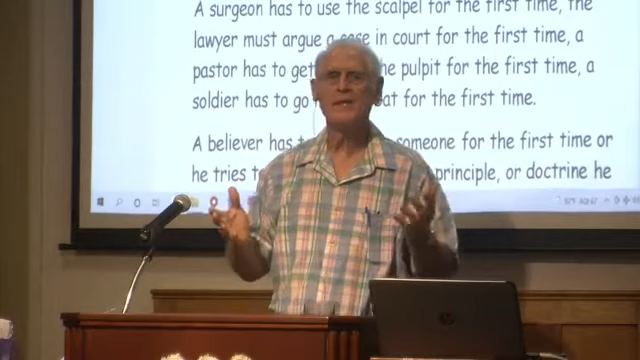 A surgeon has to use the scalpel for the first time, the
lawyer must argue a case in court for the first time, a
pastor has to get the pulpit for the first time, a
soldier has to go for the first time.
A believer has someone for the first time or
he tries principle, or doctrine he
hp